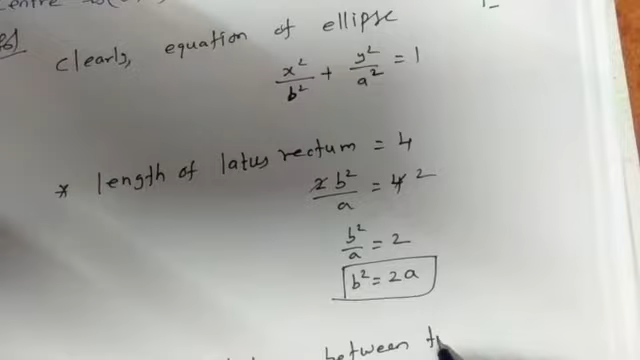 clearly, equation of ellipse
x²/b² + y²/a² = 1
* length of latus rectum = 4
2b²/a = 4 2
b²/a = 2
b² = 2a
between